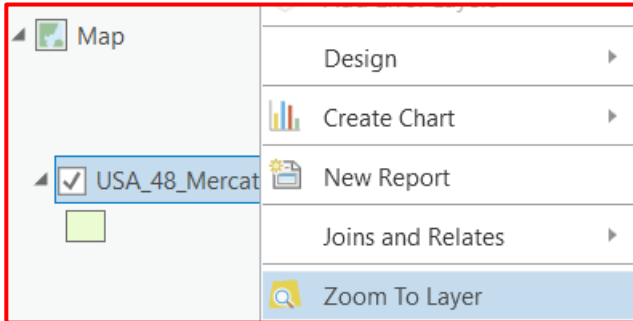 Map
Design
Create Chart
USA_48_Mercat
New Report
Joins and Relates
Zoom To Layer